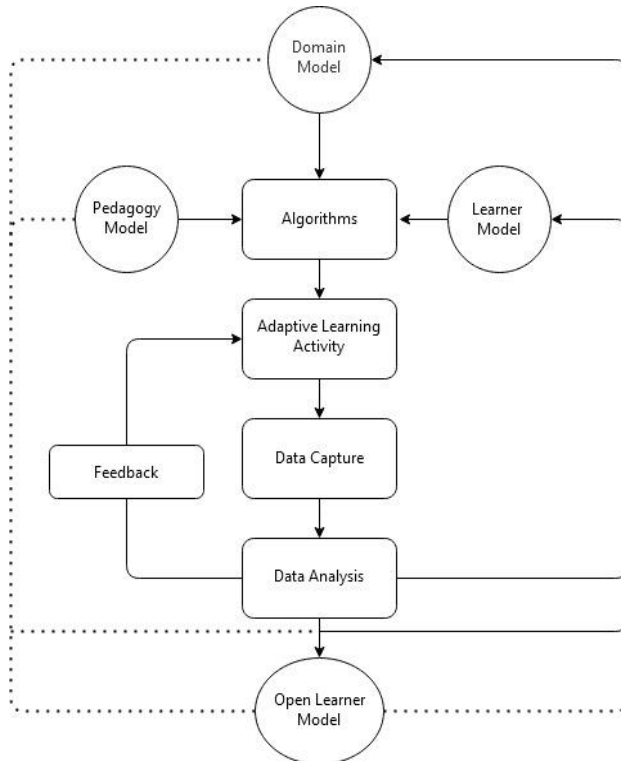 Domain
Model
Pedagogy
Model
Algorithms
Learner
Model
Adaptive Learning
Activity
Feedback
Data Capture
Data Analysis
Open Learner
Model